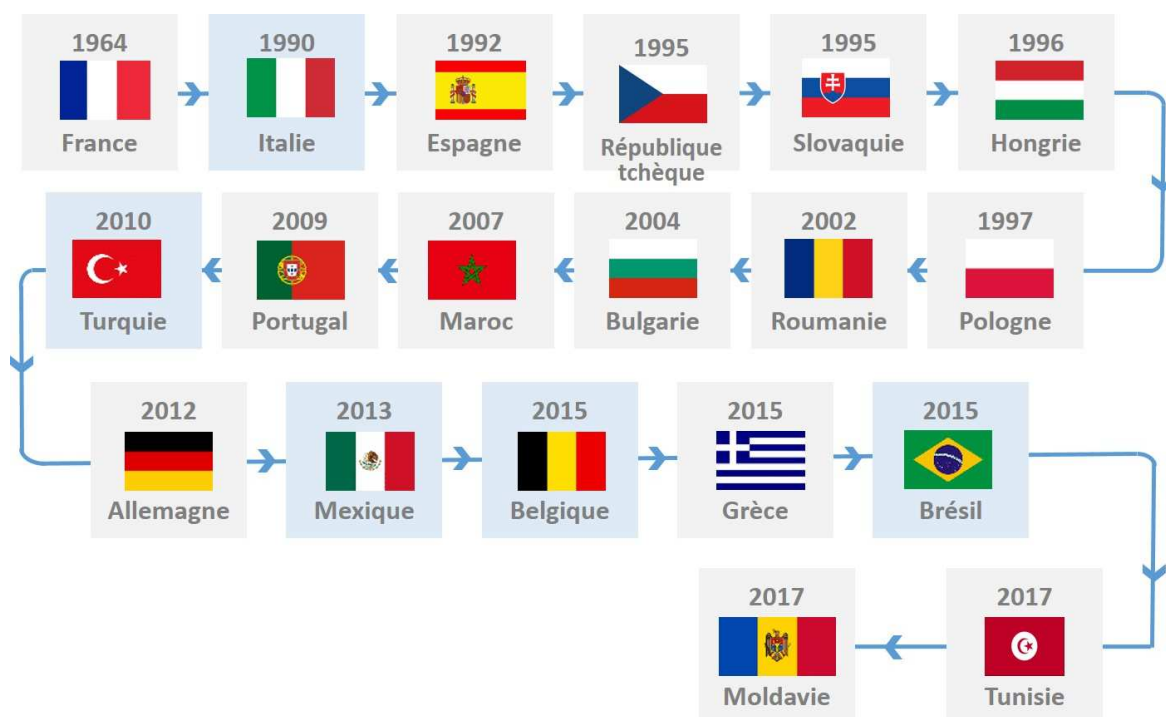 1964
France
1990
Italie
1992
Espagne
1995
République
tchèque
1995
Slovaquie
1996
Hongrie
1997
Pologne
2002
Roumanie
2004
Bulgarie
2007
Maroc
2009
Portugal
2010
Turquie
2012
Allemagne
2013
Mexique
2015
Belgique
2015
Grèce
2015
Brésil
2017
Tunisie
2017
Moldavie